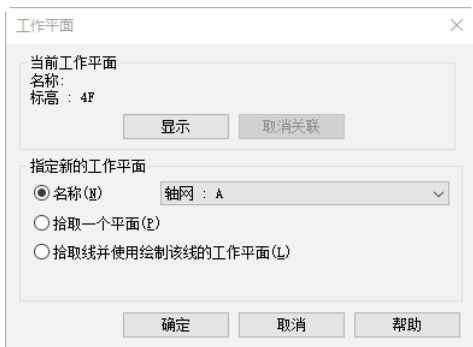 工作平面
当前工作平面
名称:
标高 : 4F
显示 取消关联
指定新的工作平面
名称(N) 轴网 : A
拾取一个平面(P)
拾取线并使用绘制该线的工作平面(L)
确定 取消 帮助